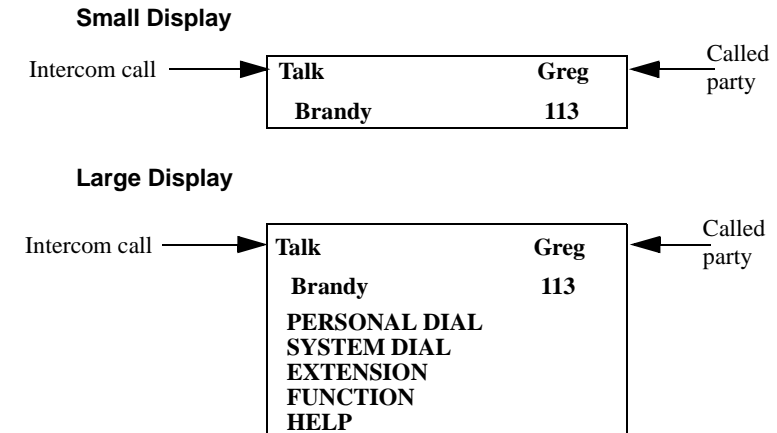 Small Display
Intercom call Talk Greg Called party
Brandy 113
Large Display
Intercom call Talk Greg Called party
Brandy 113
PERSONAL DIAL
SYSTEM DIAL
EXTENSION
FUNCTION
HELP